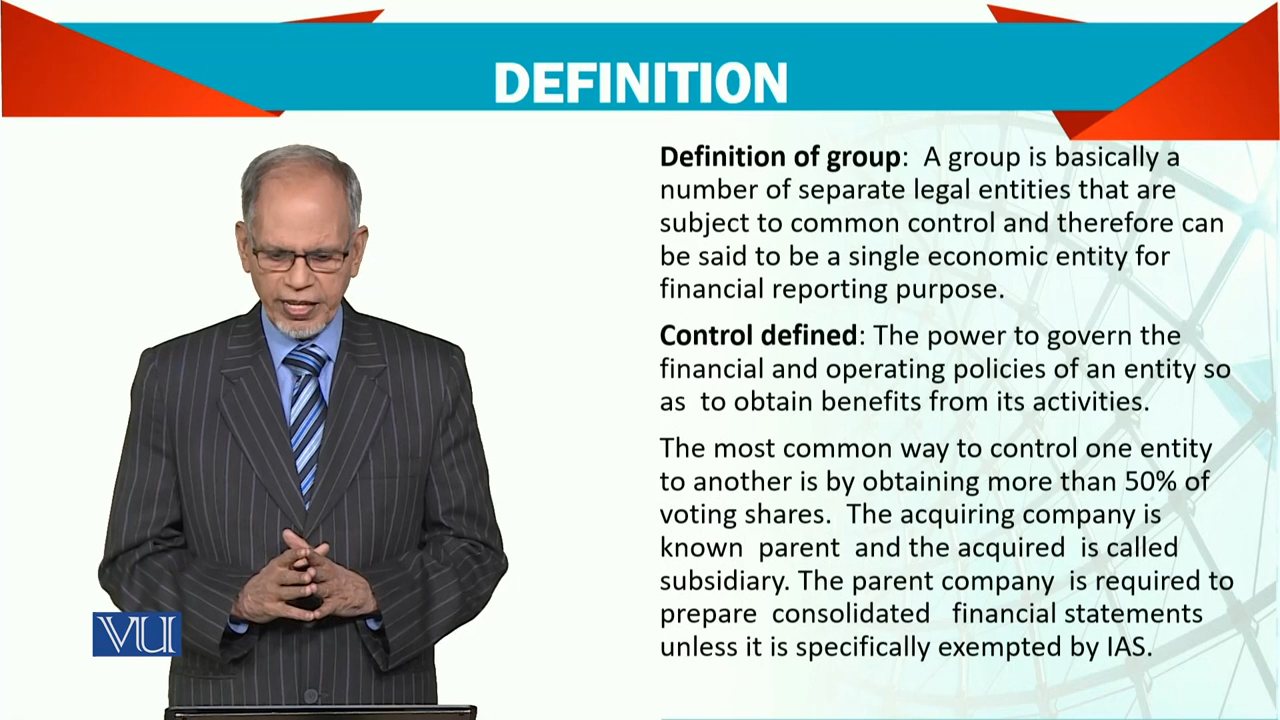 DEFINITION
Definition of group: A group is basically a
number of separate legal entities that are
subject to common control and therefore can
be said to be a single economic entity for
financial reporting purpose.
Control defined: The power to govern the
financial and operating policies of an entity so
as to obtain benefits from its activities.
The most common way to control one entity
to another is by obtaining more than 50% of
voting shares. The acquiring company is
known parent and the acquired is called
subsidiary. The parent company is required to
prepare consolidated financial statements
unless it is specifically exempted by IAS.
VU